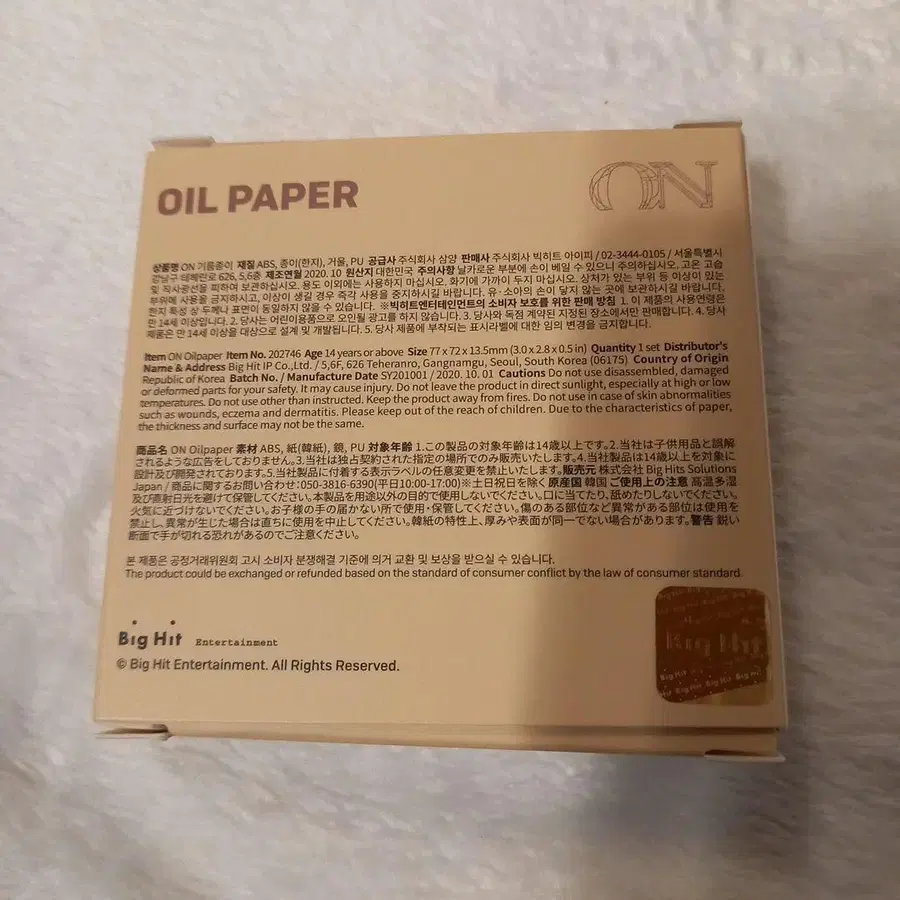 OIL PAPER
ON
상품명 ON 기름종이 재질 ABS, 종이(한지), 거울, PU 공급사 주식회사 삼양 판매사 주식회사 빅히트 아이피 / 02-3444-0105 / 서울특별시
강남구 테헤란로 626, 5,6층 제조연월 2020. 10 원산지 대한민국 주의사항 날카로운 부분에 손이 베일 수 있으니 주의하십시오. 고온 고습
및 직사광선을 피하여 보관하십시오. 용도 이외에는 사용하지 마십시오. 화기에 가까이 두지 마십시오. 상처가 있는 부위 등 이상이 있는
부위에 사용을 금지하시고, 이상이 생길 경우 즉각 사용을 중지하시길 바랍니다. 유·소아의 손이 닿지 않는 곳에 보관하시길 바랍니다.
한지 특성 상 두께나 표면이 동일하지 않을 수 있습니다. ※빅히트엔터테인먼트의 소비자 보호를 위한 판매 방침 1. 이 제품의 사용연령은
만 14세 이상입니다. 2. 당사는 어린이용품으로 오인될 광고를 하지 않습니다. 3. 당사와 독점 계약된 지정된 장소에서만 판매합니다. 4. 당사
제품은 만 14세 이상을 대상으로 설계 및 개발됩니다. 5. 당사 제품에 부착되는 표시라벨에 대한 임의 변경을 금지합니다.
Item ON Oilpaper Item No. 202746 Age 14 years or above Size 77 x 72 x 13.5mm (3.0 x 2.8 x 0.5 in) Quantity 1 set Distributor's
Name & Address Big Hit IP Co.,Ltd. / 5,6F, 626 Teheranro, Gangnamgu, Seoul, South Korea (06175) Country of Origin
Republic of Korea Batch No. / Manufacture Date SY201001 / 2020. 10. 01 Cautions Do not use disassembled, damaged
or deformed parts for your safety. It may cause injury. Do not leave the product in direct sunlight, especially at high or low
temperatures. Do not use other than instructed. Keep the product away from fires. Do not use in case of skin abnormalities
such as wounds, eczema and dermatitis. Please keep out of the reach of children. Due to the characteristics of paper,
the thickness and surface may not be the same.
商品名 ON Oilpaper 素材 ABS, 紙(韓紙), 鏡, PU 対象年齢 1.この製品の対象年齢は14歳以上です。2.当社は子供用品と誤解
されるような広告をしておりません。3.当社は独占契約された指定の場所でのみ販売いたします。4.当社製品は14歳以上を対象に
設計及び開発されております。5.当社製品に付着する表示ラベルの任意変更を禁止いたします。販売元 株式会社 Big Hits Solutions
Japan / 商品に関するお問い合わせ:050-3816-6390(平日10:00-17:00)※土日祝日を除く 原産国 韓国 ご使用上の注意 高温多湿
及び直射日光を避けて保管してください。本製品を用途以外の目的で使用しないでください。口に当てたり、舐めたりしないでください。
火気に近づけないでください。お子様の手の届かない所で使用・保管してください。傷のある部位など異常がある部位は使用を
禁止し、異常が生じた場合は直ちに使用を中止してください。韓紙の特性上、厚みや表面が同一でない場合があります。警告 鋭い
断面で手が切れる恐れがあるのでご注意ください。
본 제품은 공정거래위원회 고시 소비자 분쟁해결 기준에 의거 교환 및 보상을 받으실 수 있습니다.
The product could be exchanged or refunded based on the standard of consumer conflict by the law of consumer standard.
Big Hit Entertainment
© Big Hit Entertainment. All Rights Reserved.
Big Hit
Big Hit Big Hit Big Hit